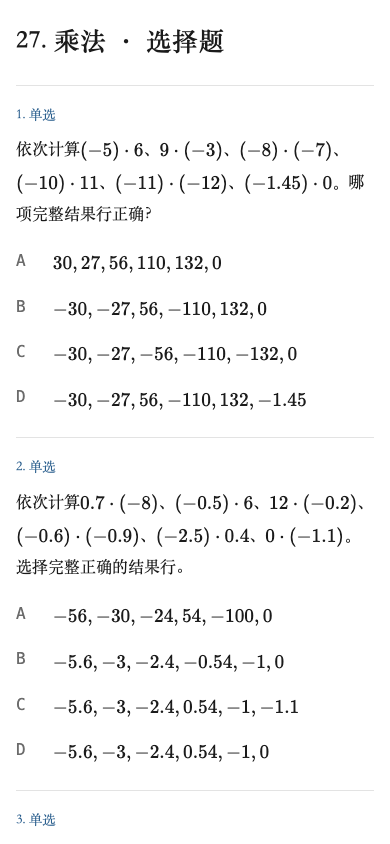 27. 乘法 · 选择题
1. 单选
依次计算(−5) · 6、9 · (−3)、(−8) · (−7)、
(−10) · 11、(−11) · (−12)、(−1.45) · 0。哪
项完整结果行正确?
A 30, 27, 56, 110, 132, 0
B −30, −27, 56, −110, 132, 0
C −30, −27, −56, −110, −132, 0
D −30, −27, 56, −110, 132, −1.45
2. 单选
依次计算0.7 · (−8)、(−0.5) · 6、12 · (−0.2)、
(−0.6) · (−0.9)、(−2.5) · 0.4、0 · (−1.1)。
选择完整正确的结果行。
A −56, −30, −24, 54, −100, 0
B −5.6, −3, −2.4, −0.54, −1, 0
C −5.6, −3, −2.4, 0.54, −1, −1.1
D −5.6, −3, −2.4, 0.54, −1, 0
3. 单选